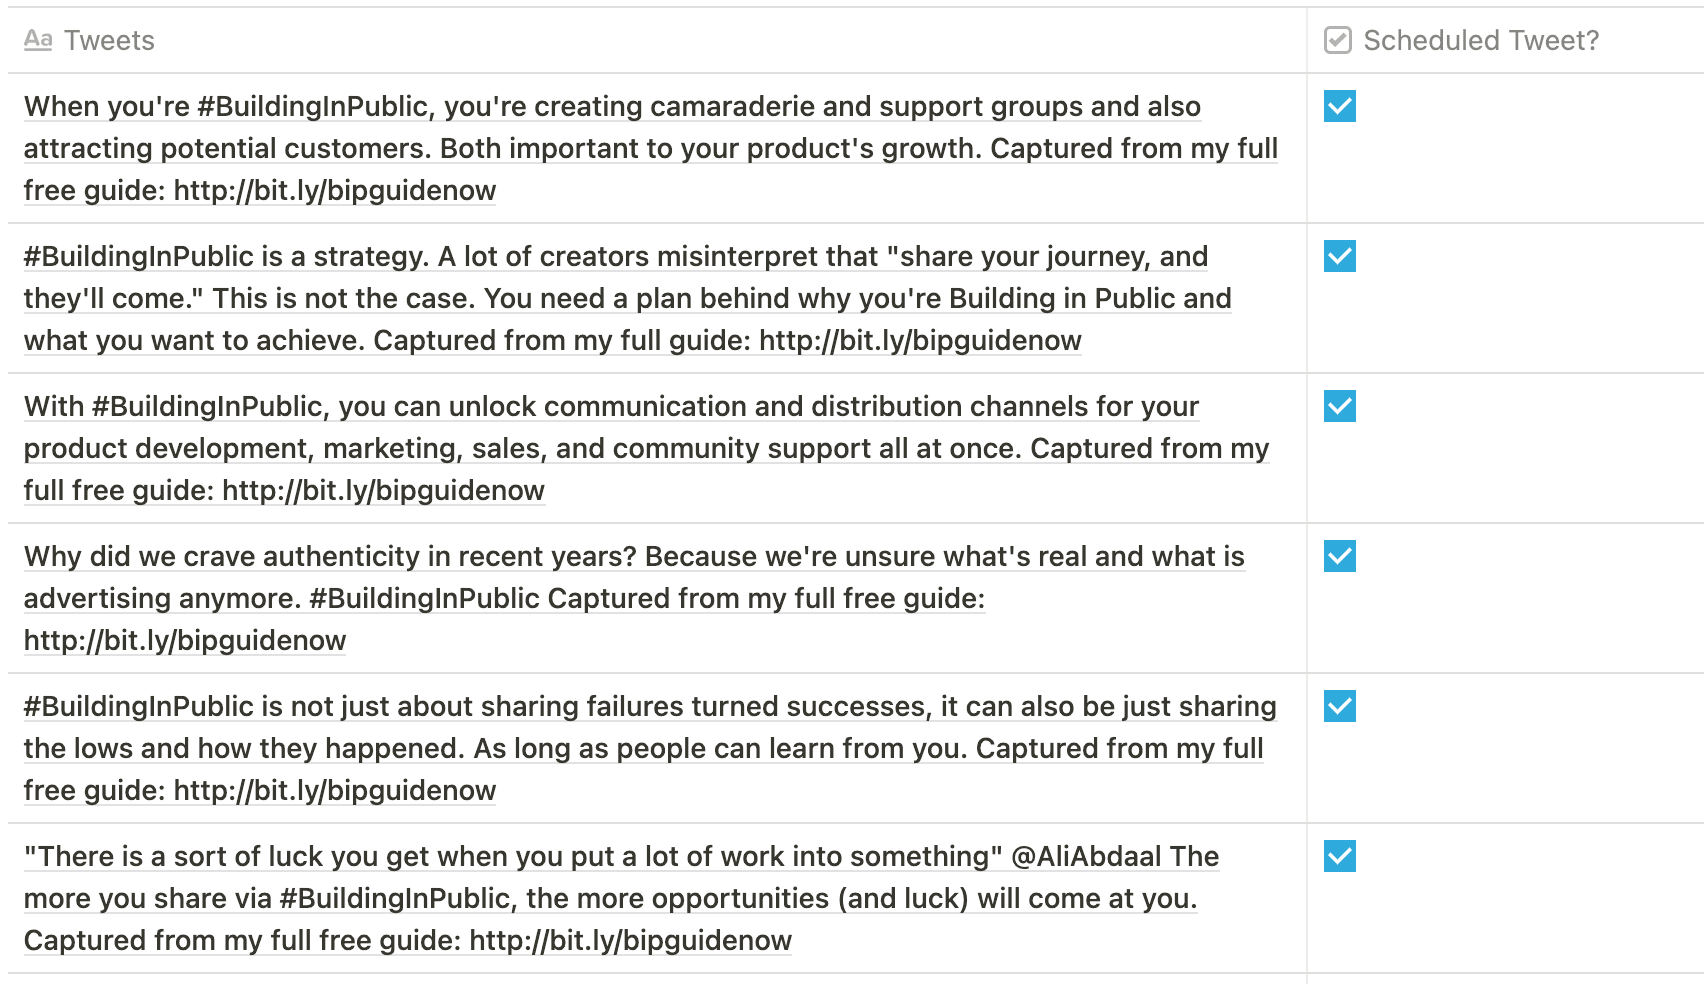 Aa Tweets
Scheduled Tweet?
When you're #BuildingInPublic, you're creating camaraderie and support groups and also
attracting potential customers. Both important to your product's growth. Captured from my full
free guide: http://bit.ly/bipguidenow
#BuildingInPublic is a strategy. A lot of creators misinterpret that "share your journey, and
they'll come." This is not the case. You need a plan behind why you're Building in Public and
what you want to achieve. Captured from my full guide: http://bit.ly/bipguidenow
With #BuildingInPublic, you can unlock communication and distribution channels for your
product development, marketing, sales, and community support all at once. Captured from my
full free guide: http://bit.ly/bipguidenow
Why did we crave authenticity in recent years? Because we're unsure what's real and what is
advertising anymore. #BuildingInPublic Captured from my full free guide:
http://bit.ly/bipguidenow
#BuildingInPublic is not just about sharing failures turned successes, it can also be just sharing
the lows and how they happened. As long as people can learn from you. Captured from my full
free guide: http://bit.ly/bipguidenow
"There is a sort of luck you get when you put a lot of work into something" @AliAbdaal The
more you share via #BuildingInPublic, the more opportunities (and luck) will come at you.
Captured from my full free guide: http://bit.ly/bipguidenow